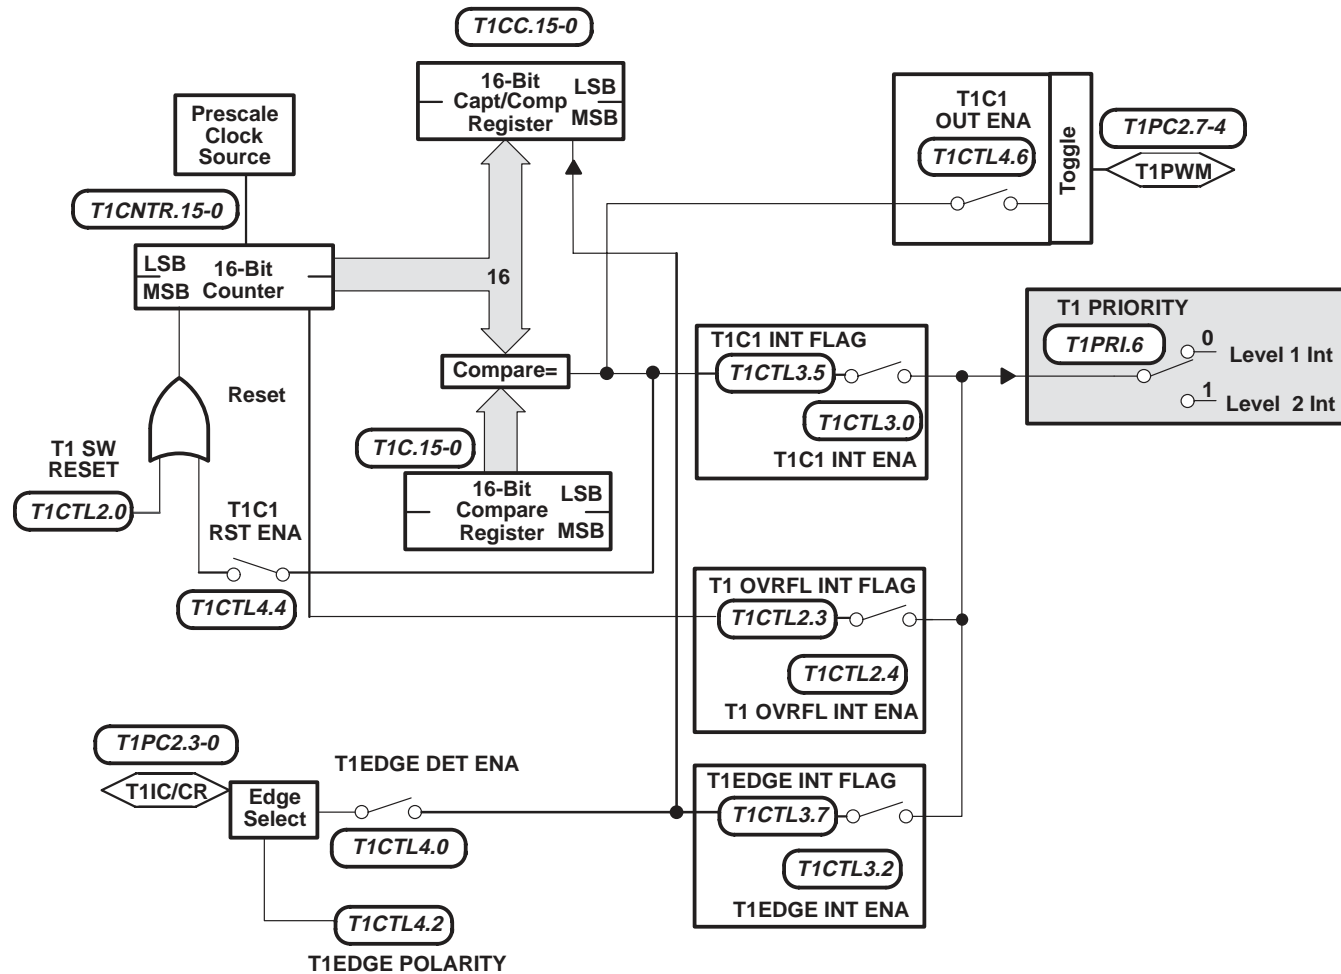 T1CC.15-0
16-Bit
Capt/Comp
Register
LSB
MSB
Prescale
Clock
Source
T1CNTR.15-0
LSB
MSB
16-Bit
Counter
16
T1C1
OUT ENA
T1CTL4.6
Toggle
T1PC2.7-4
T1PWM
Compare=
T1C.15-0
16-Bit
Compare
Register
LSB
MSB
Reset
T1 SW
RESET
T1CTL2.0
T1C1
RST ENA
T1CTL4.4
T1C1 INT FLAG
T1CTL3.5
T1CTL3.0
T1C1 INT ENA
T1 PRIORITY
T1PRI.6
0
Level 1 Int
1
Level 2 Int
T1 OVRFL INT FLAG
T1CTL2.3
T1CTL2.4
T1 OVRFL INT ENA
T1PC2.3-0
T1IC/CR
Edge
Select
T1EDGE DET ENA
T1CTL4.0
T1CTL4.2
T1EDGE POLARITY
T1EDGE INT FLAG
T1CTL3.7
T1CTL3.2
T1EDGE INT ENA